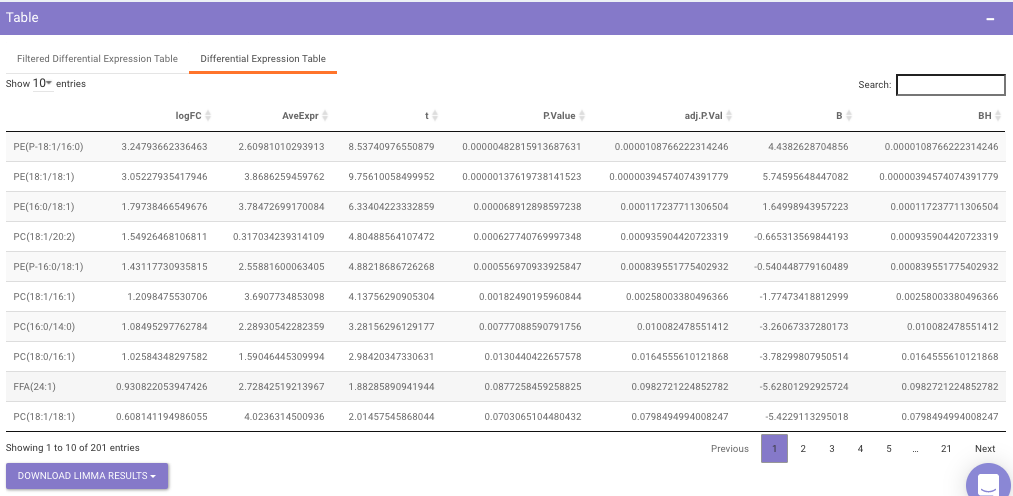 Table
Filtered Differential Expression Table Differential Expression Table
Show 10 entries Search:
logFC AveExpr t P.Value adj.P.Val B BH
PE(P-18:1/16:0) 3.24793662336463 2.60981010293913 8.53740976550879 0.00000482815913687631 0.0000108766222314246 4.4382628704856 0.0000108766222314246
PE(18:1/18:1) 3.05227935417946 3.8686259459762 9.75610058499952 0.00000137619738141523 0.00000394574074391779 5.74595648447082 0.00000394574074391779
PE(16:0/18:1) 1.79738466549676 3.78472699170084 6.33404223332859 0.000068912898597238 0.000117237711306504 1.64998943957223 0.000117237711306504
PC(18:1/20:2) 1.54926468106811 0.317034239314109 4.80488564107472 0.000627740769997348 0.000935904420723319 -0.665313569844193 0.000935904420723319
PE(P-16:0/18:1) 1.43117730935815 2.55881600063405 4.88218686726268 0.000556970933925847 0.000839551775402932 -0.540448779160489 0.000839551775402932
PC(18:1/16:1) 1.2098475530706 3.6907734853098 4.13756290905304 0.00182490195960844 0.00258003380496366 -1.77473418812999 0.00258003380496366
PC(16:0/14:0) 1.08495297762784 2.28930542282359 3.28156296129177 0.00777088590791756 0.010082478551412 -3.26067337280173 0.010082478551412
PC(18:0/16:1) 1.02584348297582 1.59046445309994 2.98420347330631 0.0130440422657578 0.0164555610121868 -3.78299807950514 0.0164555610121868
FFA(24:1) 0.930822053947426 2.72842519213967 1.88285890941944 0.0877258459258825 0.0982721224852782 -5.62801292925724 0.0982721224852782
PC(18:1/18:1) 0.608141194986055 4.0236314500936 2.01457545868044 0.0703065104480432 0.0798494994008247 -5.4229113295018 0.0798494994008247
Showing 1 to 10 of 201 entries Previous 1 2 3 4 5 ... 21 Next
DOWNLOAD LIMMA RESULTS